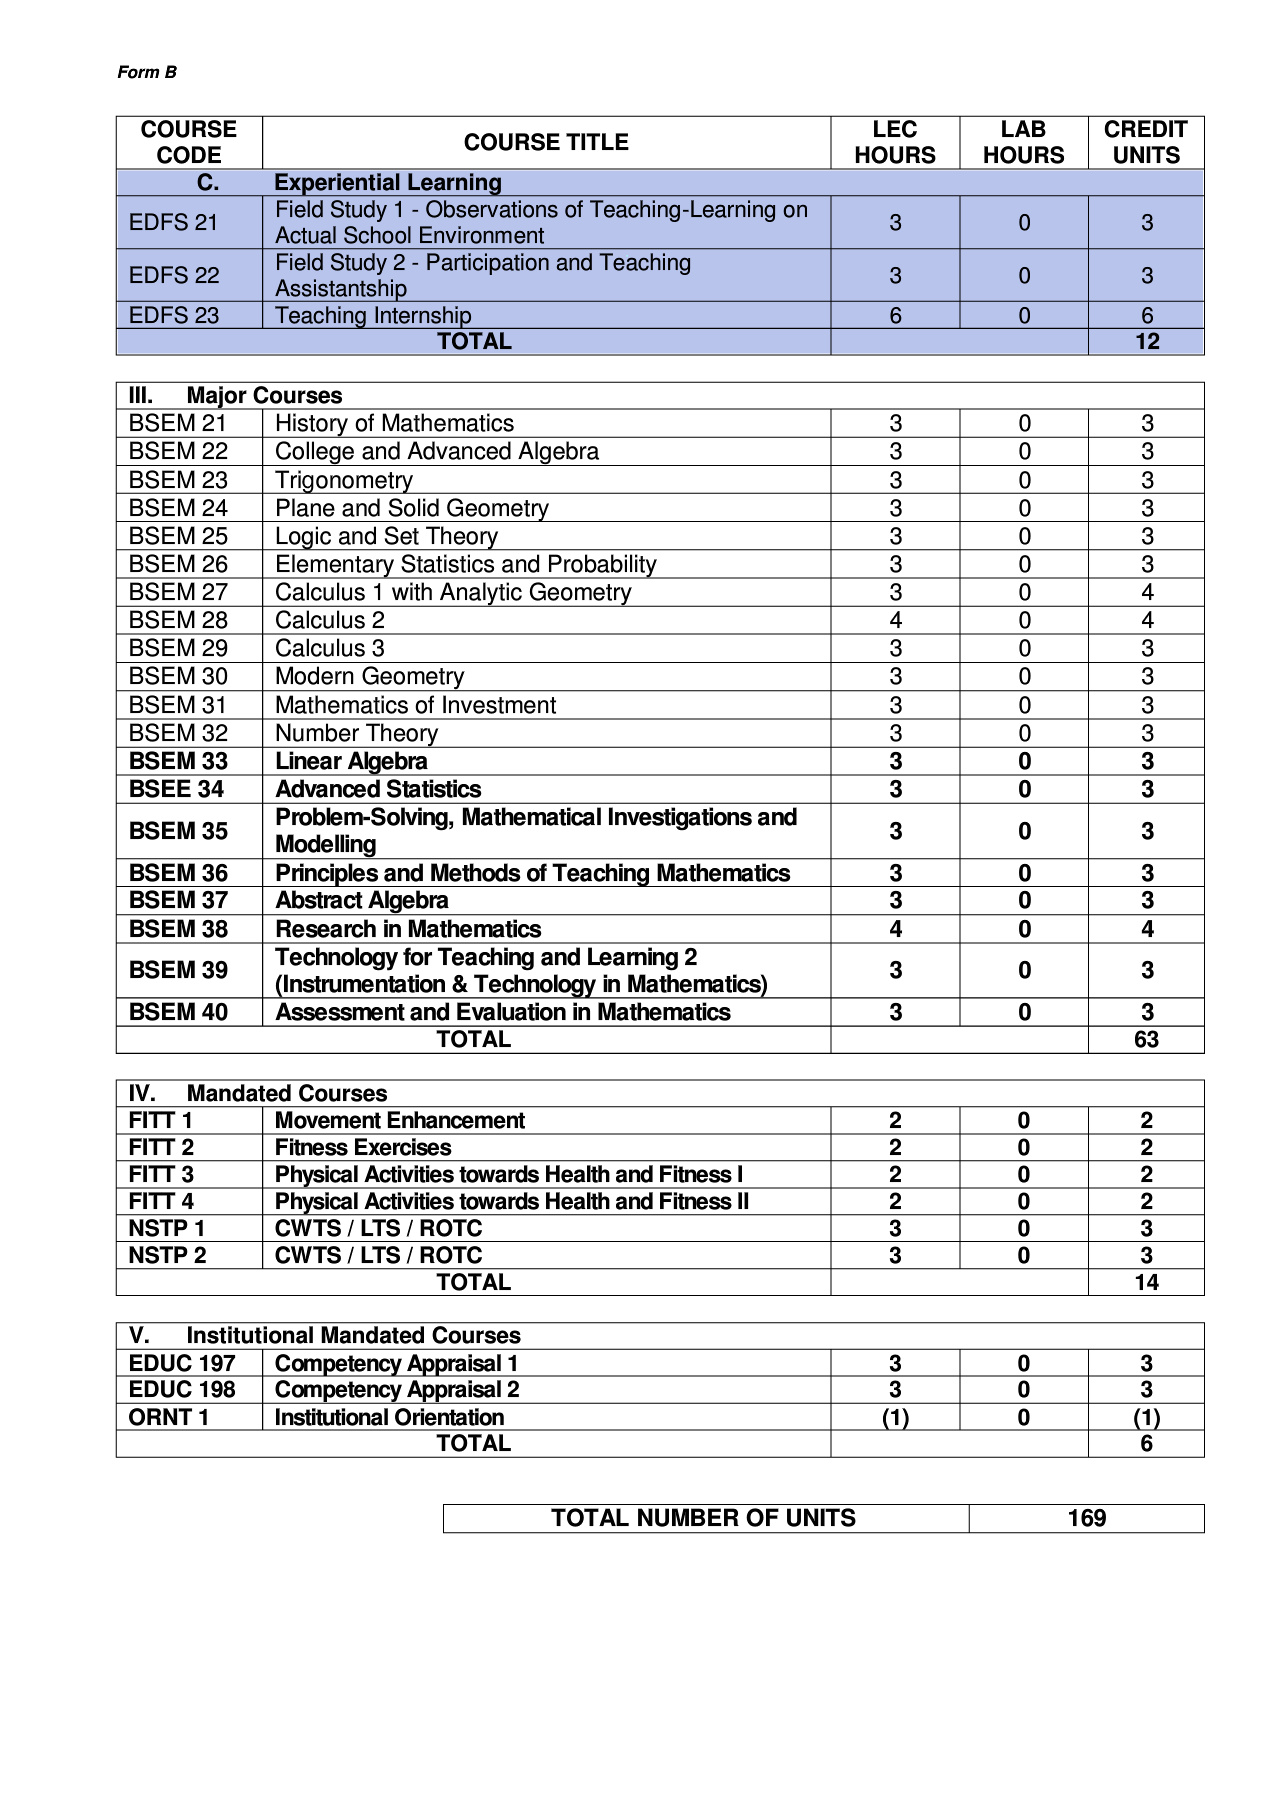 Form B
COURSE CODE COURSE TITLE LEC HOURS LAB HOURS CREDIT UNITS
C. Experiential Learning
EDFS 21 Field Study 1 - Observations of Teaching-Learning on Actual School Environment 3 0 3
EDFS 22 Field Study 2 - Participation and Teaching Assistantship 3 0 3
EDFS 23 Teaching Internship 6 0 6
TOTAL 12
III. Major Courses
BSEM 21 History of Mathematics 3 0 3
BSEM 22 College and Advanced Algebra 3 0 3
BSEM 23 Trigonometry 3 0 3
BSEM 24 Plane and Solid Geometry 3 0 3
BSEM 25 Logic and Set Theory 3 0 3
BSEM 26 Elementary Statistics and Probability 3 0 3
BSEM 27 Calculus 1 with Analytic Geometry 3 0 4
BSEM 28 Calculus 2 4 0 4
BSEM 29 Calculus 3 3 0 3
BSEM 30 Modern Geometry 3 0 3
BSEM 31 Mathematics of Investment 3 0 3
BSEM 32 Number Theory 3 0 3
BSEM 33 Linear Algebra 3 0 3
BSEE 34 Advanced Statistics 3 0 3
BSEM 35 Problem-Solving, Mathematical Investigations and Modelling 3 0 3
BSEM 36 Principles and Methods of Teaching Mathematics 3 0 3
BSEM 37 Abstract Algebra 3 0 3
BSEM 38 Research in Mathematics 4 0 4
BSEM 39 Technology for Teaching and Learning 2 (Instrumentation & Technology in Mathematics) 3 0 3
BSEM 40 Assessment and Evaluation in Mathematics 3 0 3
TOTAL 63
IV. Mandated Courses
FITT 1 Movement Enhancement 2 0 2
FITT 2 Fitness Exercises 2 0 2
FITT 3 Physical Activities towards Health and Fitness I 2 0 2
FITT 4 Physical Activities towards Health and Fitness II 2 0 2
NSTP 1 CWTS / LTS / ROTC 3 0 3
NSTP 2 CWTS / LTS / ROTC 3 0 3
TOTAL 14
V. Institutional Mandated Courses
EDUC 197 Competency Appraisal 1 3 0 3
EDUC 198 Competency Appraisal 2 3 0 3
ORNT 1 Institutional Orientation (1) 0 (1)
TOTAL 6
TOTAL NUMBER OF UNITS 169